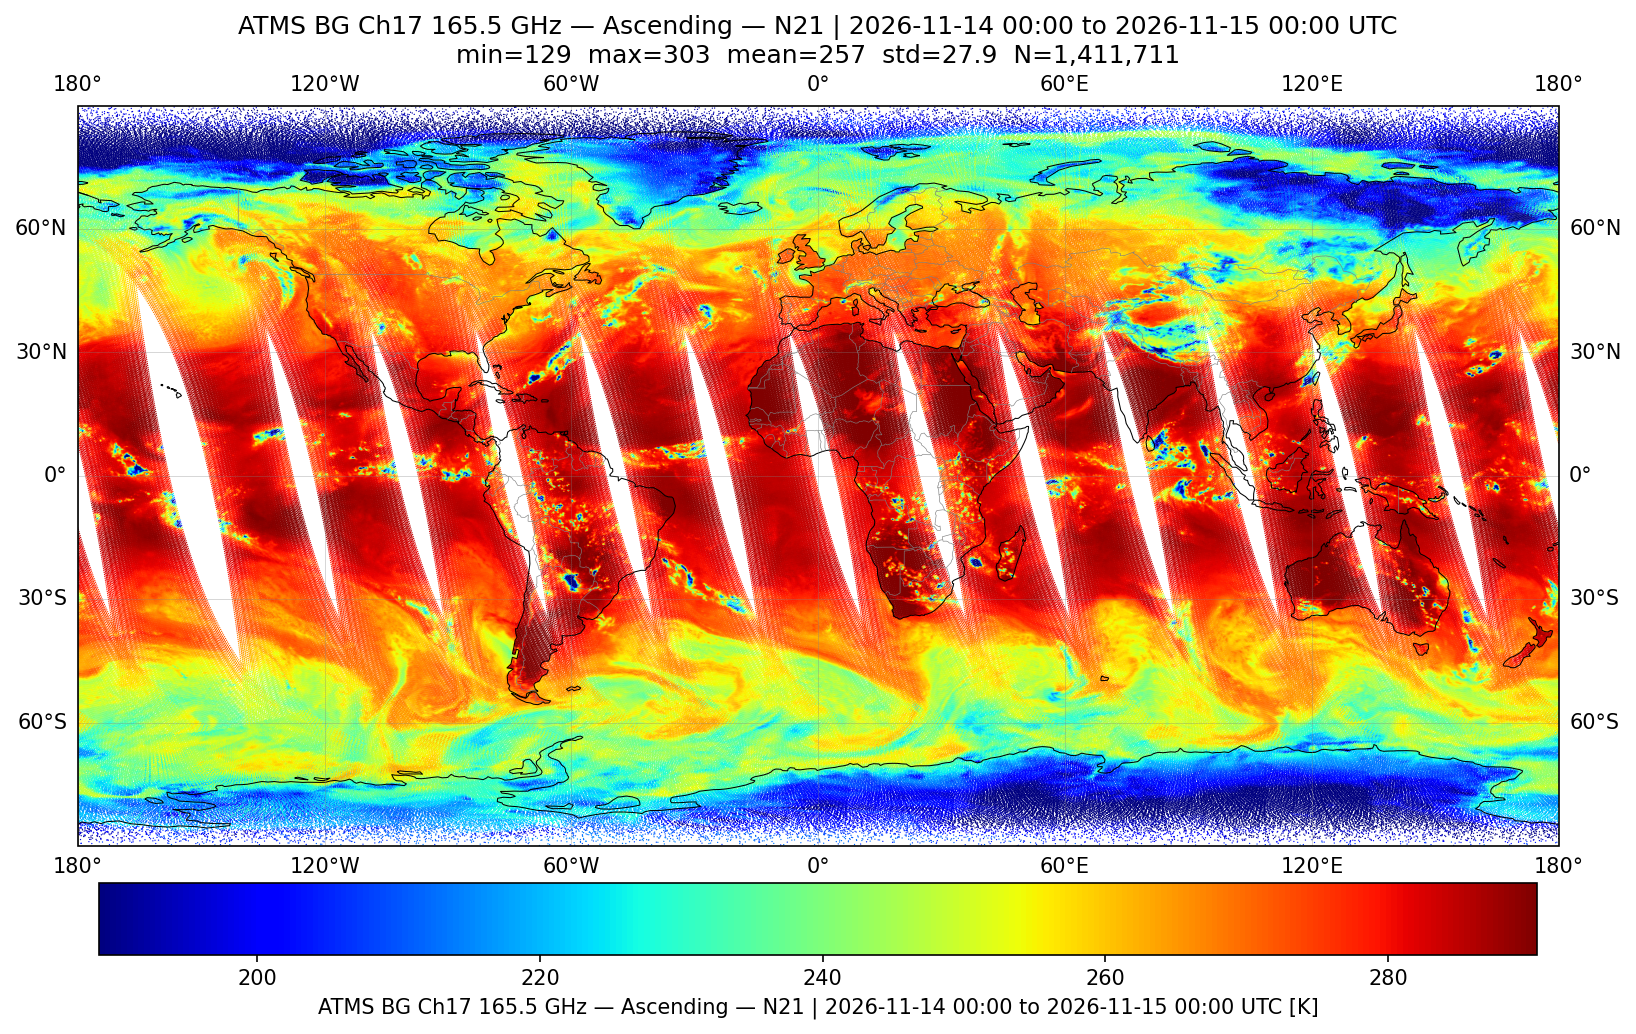 ATMS BG Ch17 165.5 GHz — Ascending — N21 | 2026-11-14 00:00 to 2026-11-15 00:00 UTC
min=129 max=303 mean=257 std=27.9 N=1,411,711
180° 120°W 60°W 0° 60°E 120°E 180°
60°N 60°N
30°N 30°N
0° 0°
30°S 30°S
60°S 60°S
180° 120°W 60°W 0° 60°E 120°E 180°
200 220 240 260 280
ATMS BG Ch17 165.5 GHz — Ascending — N21 | 2026-11-14 00:00 to 2026-11-15 00:00 UTC [K]